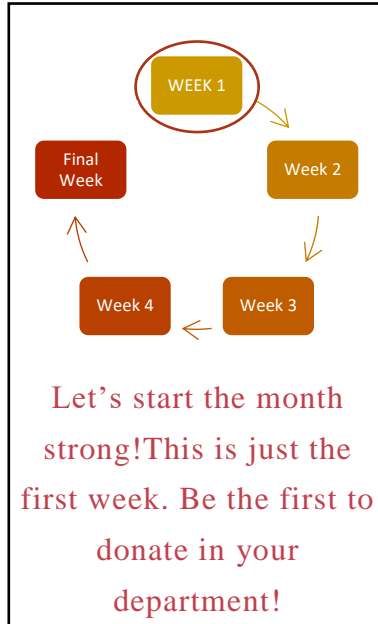 WEEK 1
Week 2
Week 3
Week 4
Final
Week
Let’s start the month
strong!This is just the
first week. Be the first to
donate in your
department!